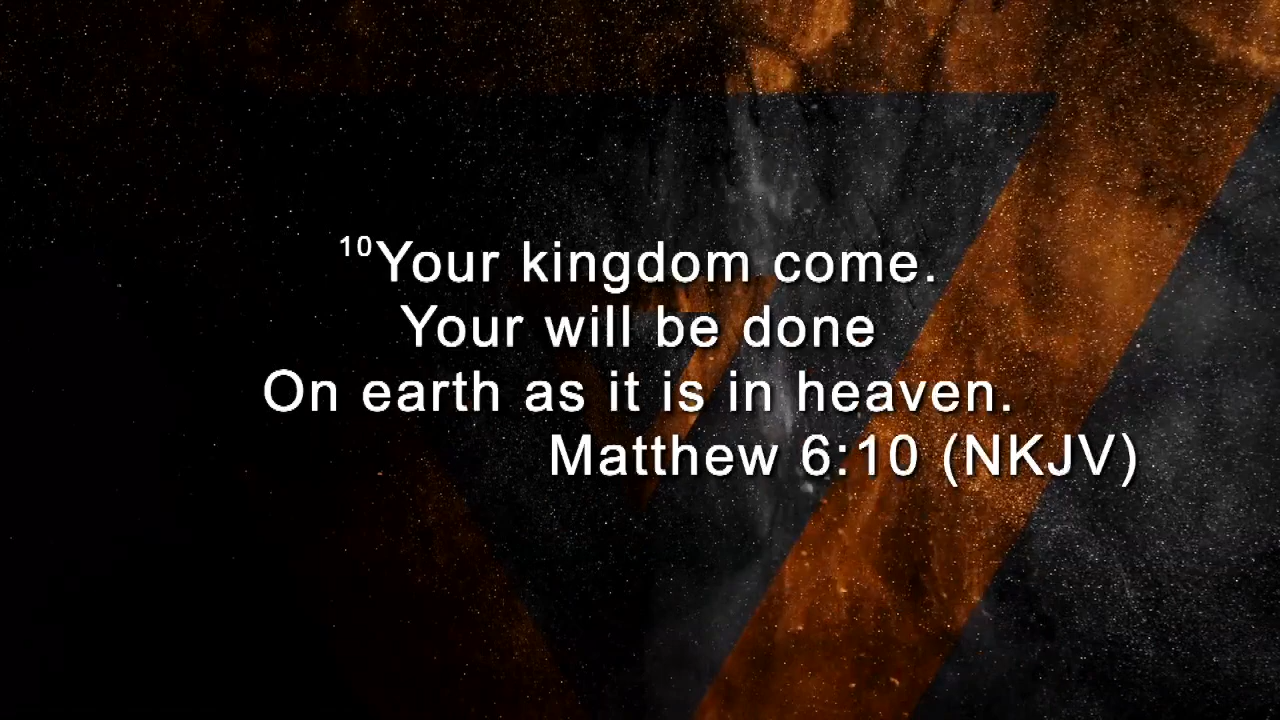 10Your kingdom come.
Your will be done
On earth as it is in heaven.
Matthew 6:10 (NKJV)